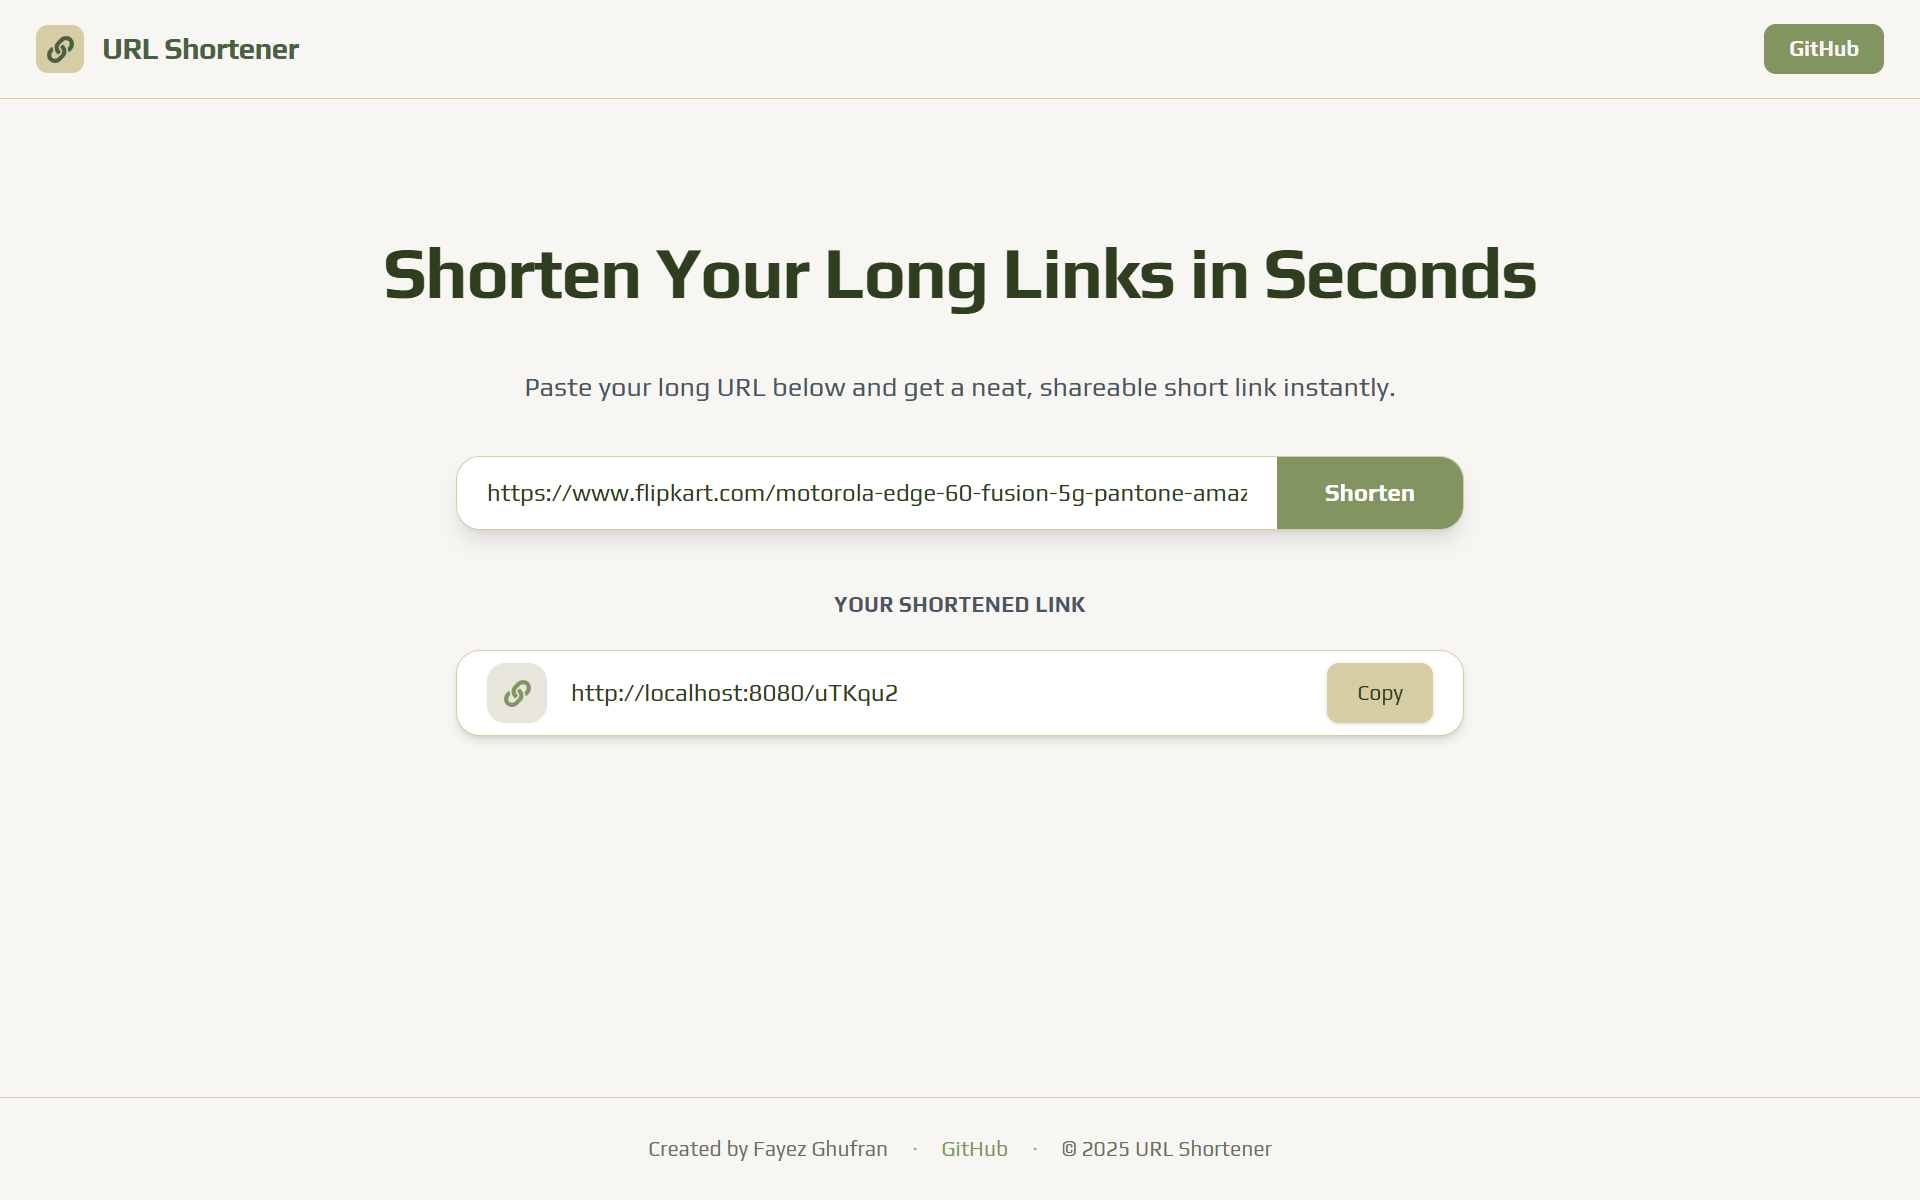 URL Shortener
GitHub
Shorten Your Long Links in Seconds
Paste your long URL below and get a neat, shareable short link instantly.
https://www.flipkart.com/motorola-edge-60-fusion-5g-pantone-amaz
Shorten
YOUR SHORTENED LINK
http://localhost:8080/uTKqu2
Copy
Created by Fayez Ghufran · GitHub · © 2025 URL Shortener